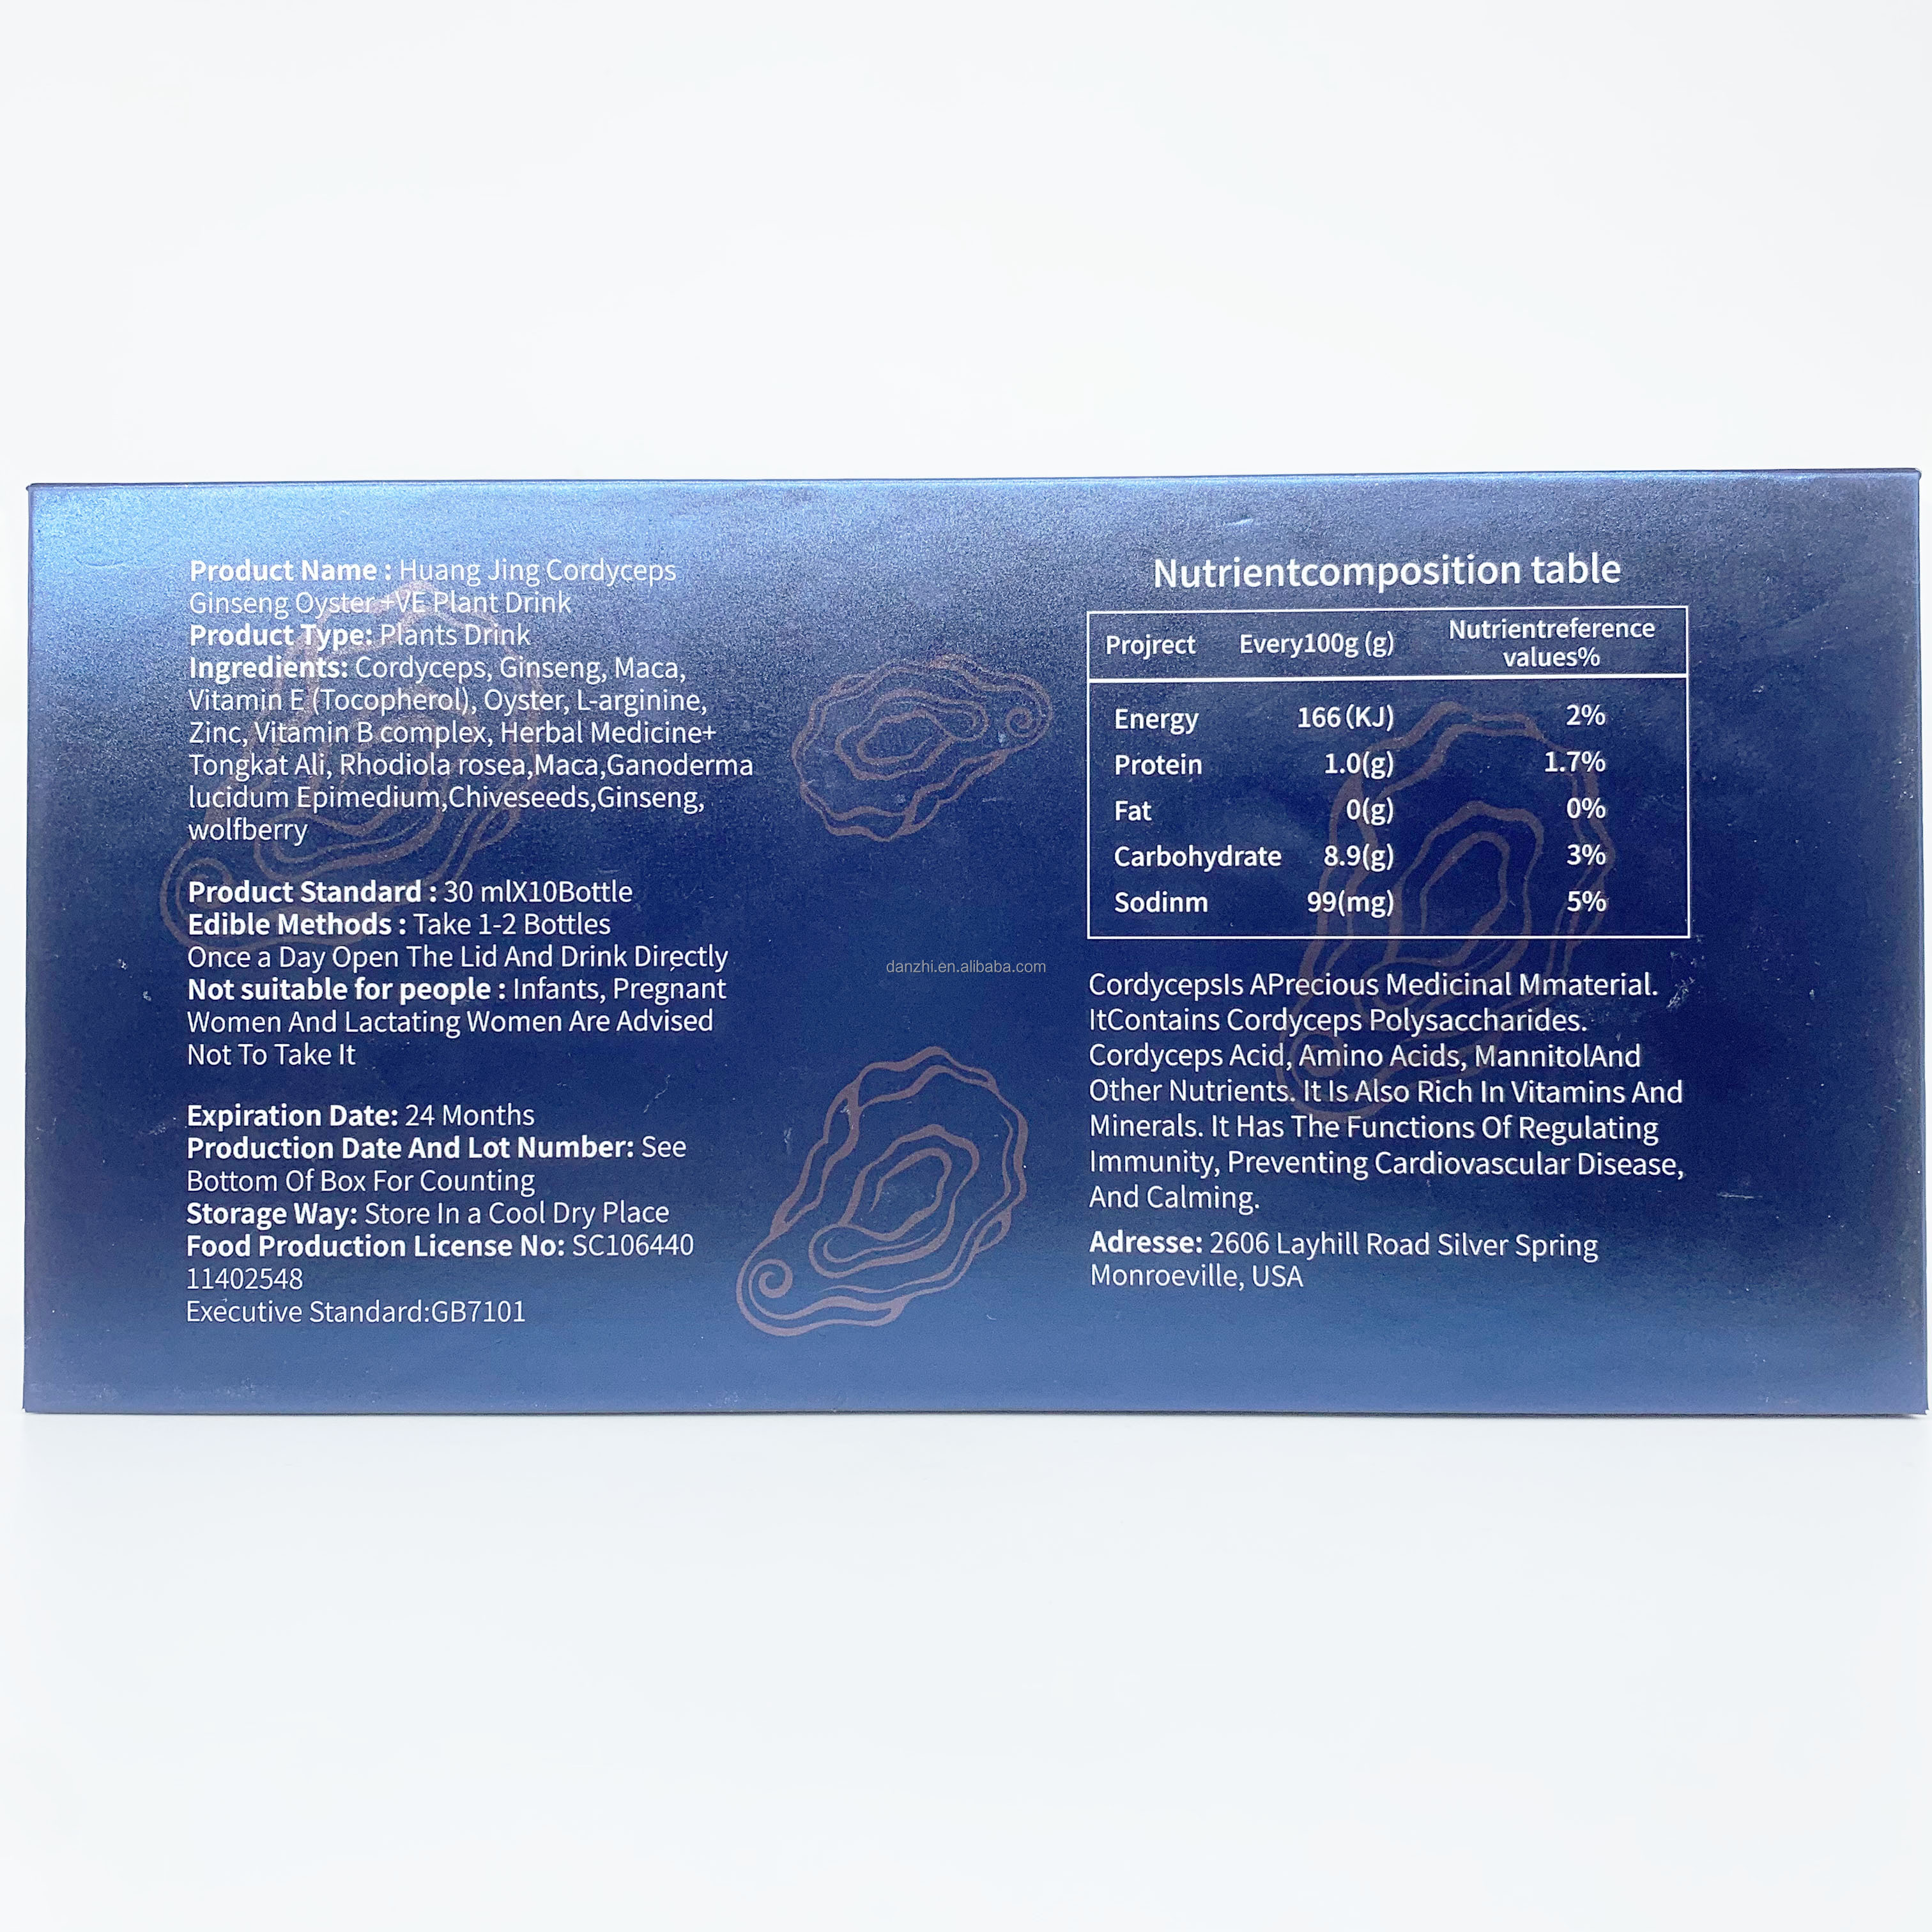 Product Name : Huang Jing Cordyceps
Ginseng Oyster +VE Plant Drink
Product Type: Plants Drink
Ingredients: Cordyceps, Ginseng, Maca,
Vitamin E (Tocopherol), Oyster, L-arginine,
Zinc, Vitamin B complex, Herbal Medicine+
Tongkat Ali, Rhodiola rosea,Maca,Ganoderma
lucidum Epimedium,Chiveseeds,Ginseng,
wolfberry
Product Standard : 30 mlX10Bottle
Edible Methods : Take 1-2 Bottles
Once a Day Open The Lid And Drink Directly
Not suitable for people : Infants, Pregnant
Women And Lactating Women Are Advised
Not To Take It
Expiration Date: 24 Months
Production Date And Lot Number: See
Bottom Of Box For Counting
Storage Way: Store In a Cool Dry Place
Food Production License No: SC106440
11402548
Executive Standard:GB7101
danzhi.en.alibaba.com
Nutrientcomposition table
Projrect Every100g (g) Nutrientreference
values%
Energy 166(KJ) 2%
Protein 1.0(g) 1.7%
Fat 0(g) 0%
Carbohydrate 8.9(g) 3%
Sodinm 99(mg) 5%
CordycepsIs APrecious Medicinal Mmaterial.
ItContains Cordyceps Polysaccharides.
Cordyceps Acid, Amino Acids, MannitolAnd
Other Nutrients. It Is Also Rich In Vitamins And
Minerals. It Has The Functions Of Regulating
Immunity, Preventing Cardiovascular Disease,
And Calming.
Adresse: 2606 Layhill Road Silver Spring
Monroeville, USA